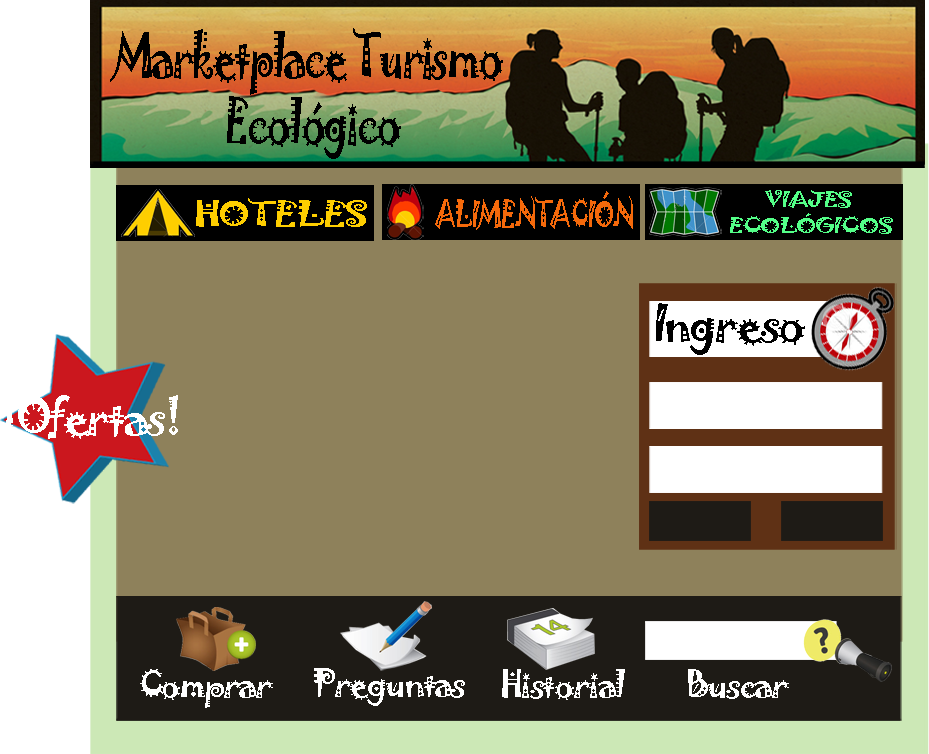 Marketplace Turismo
Ecológico
HOTELES
ALIMENTACIÓN
VIAJES
ECOLÓGICOS
Ingreso
¡Ofertas!
14
?
Comprar
Preguntas
Historial
Buscar